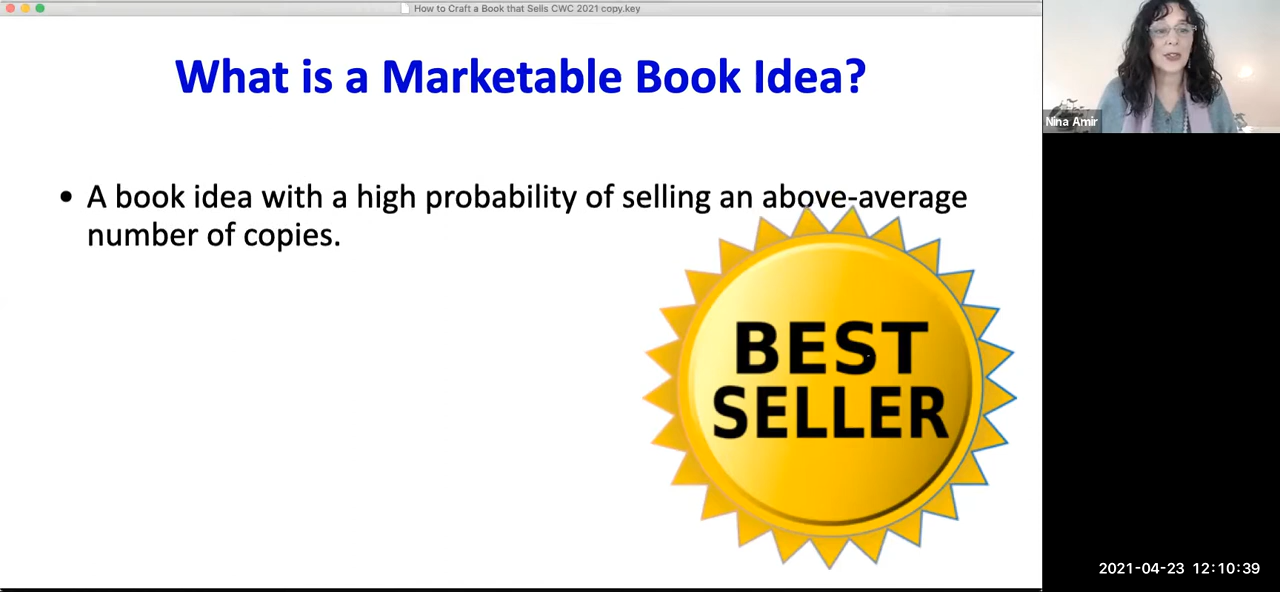 How to Craft a Book that Sells CWC 2021 copy.key
What is a Marketable Book Idea?
• A book idea with a high probability of selling an above-average
number of copies.
BEST
SELLER
Nina Amir
2021-04-23 12:10:39